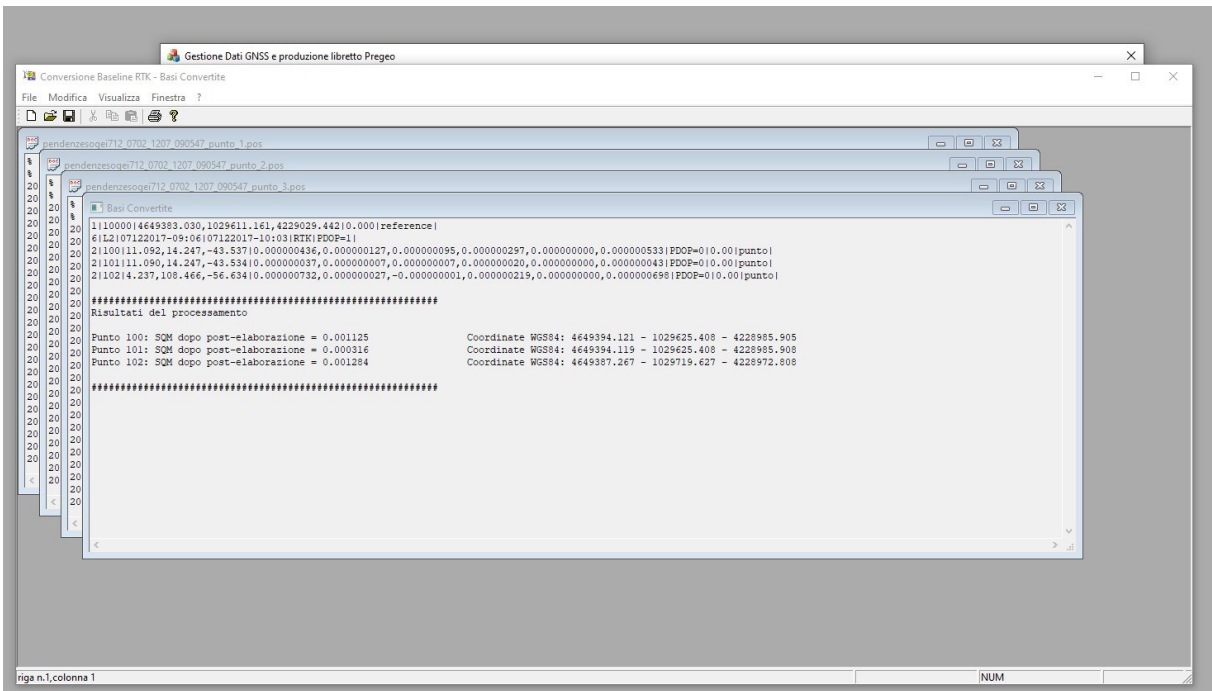 Gestione Dati GNSS e produzione libretto Pregeo
Conversione Baseline RTK - Basi Convertite
File Modifica Visualizza Finestra ?
pendenzesogei712_0702_1207_090547_punto_1.pos
pendenzesogei712_0702_1207_090547_punto_2.pos
pendenzesogei712_0702_1207_090547_punto_3.pos
Basi Convertite
1|10000|4649383.030,1029611.161,4229029.442|0.000|reference|
6|L2|07122017-09:06|07122017-10:03|RTK|PDOP=1|
2|100|11.092,14.247,-43.537|0.000000436,0.000000127,0.000000095,0.000000297,0.000000000,0.000000533|PDOP=0|0.00|punto|
2|101|11.090,14.247,-43.534|0.000000037,0.000000007,0.000000007,0.000000020,0.000000000,0.000000043|PDOP=0|0.00|punto|
2|102|4.237,108.466,-56.634|0.000000732,0.000000027,-0.000000001,0.000000219,0.000000000,0.000000698|PDOP=0|0.00|punto|
############################################################
Risultati del processamento
Punto 100: SQM dopo post-elaborazione = 0.001125 Coordinate WGS84: 4649394.121 - 1029625.408 - 4228985.905
Punto 101: SQM dopo post-elaborazione = 0.000316 Coordinate WGS84: 4649394.119 - 1029625.408 - 4228985.908
Punto 102: SQM dopo post-elaborazione = 0.001284 Coordinate WGS84: 4649387.267 - 1029719.627 - 4228972.808
############################################################
riga n.1,colonna 1
NUM